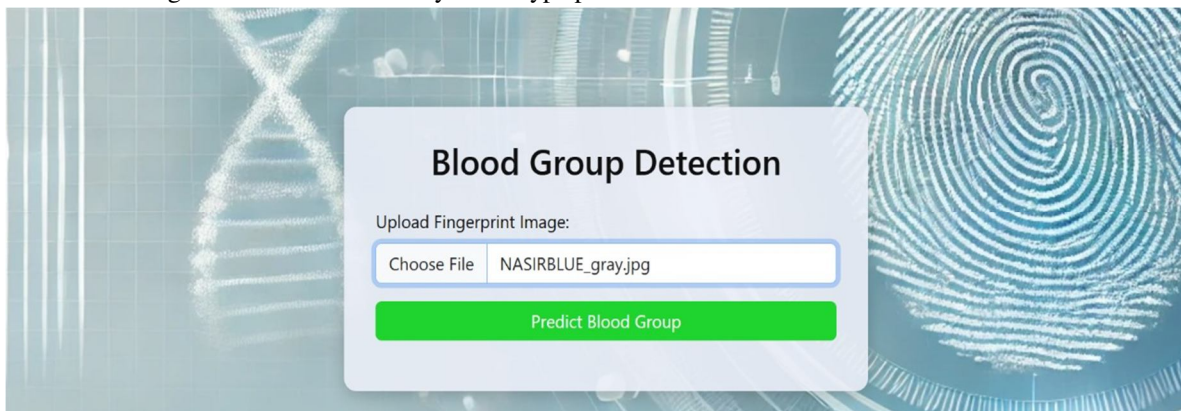 Blood Group Detection
Upload Fingerprint Image:
Choose File NASIRBLUE_gray.jpg
Predict Blood Group